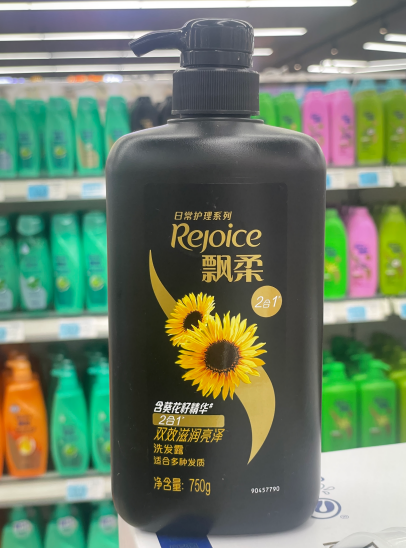 日常护理系列
Rejoice
飘柔
2合1
含葵花籽精华#
2合1*
双效滋润亮泽
洗发露
适合多种发质
净含量: 750g
90457790